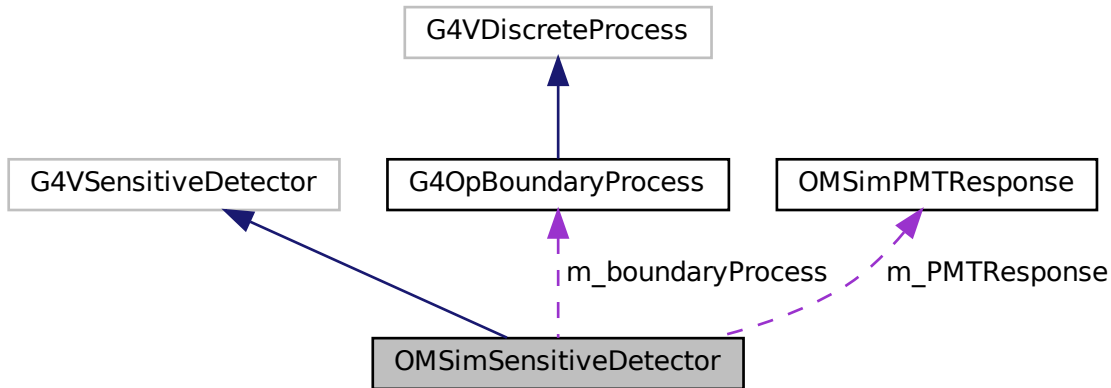 G4VDiscreteProcess
G4VSensitiveDetector
G4OpBoundaryProcess
OMSimPMTResponse
m_boundaryProcess
m_PMTResponse
OMSimSensitiveDetector